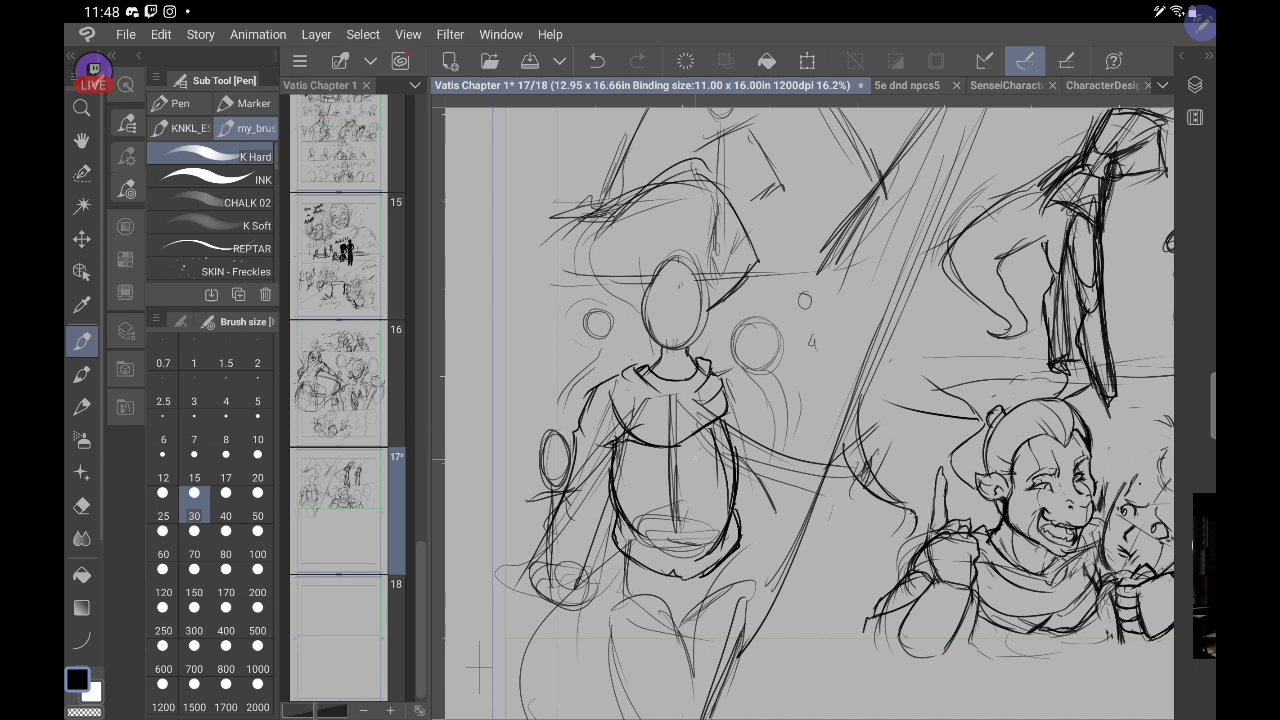 11:48
File Edit Story Animation Layer Select View Filter Window Help
LIVE
Sub Tool [Pen]
Vatis Chapter 1
Vatis Chapter 1* 17/18 (12.95 x 16.66in Binding size:11.00 x 16.00in 1200dpi 16.2%)
5e dnd npcs5
SenseiCharact
CharacterDesig
Pen
Marker
KNKL_ES
my_brus
K Hard
INK
CHALK 02
K Soft
REPTAR
SKIN - Freckles
Brush size
0.7 1 1.5 2
2.5 3 4 5
6 7 8 10
12 15 17 20
25 30 40 50
60 70 80 100
120 150 170 200
250 300 400 500
600 700 800 1000
1200 1500 1700 2000
15
16
17*
18